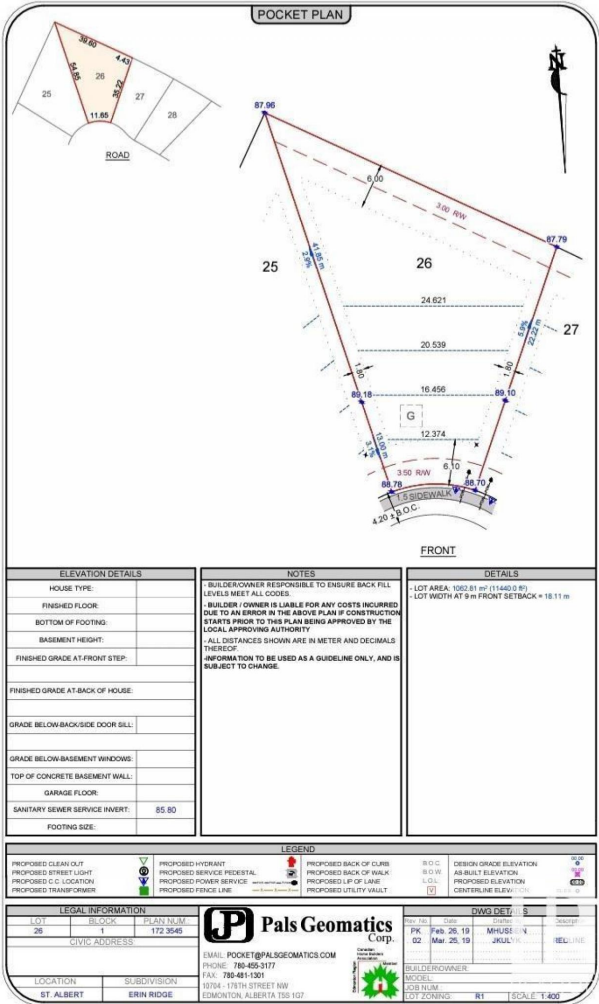 POCKET PLAN
39.60
4.43
54.85
26
35.22
25
27
28
11.65
ROAD
87.96
6.00
3.00 R/W
87.79
25
26
27
41.85 m
2.9%
24.621
5.9%
22.22 m
20.539
1.80
1.80
16.456
89.18
89.10
G
12.374
13.00 m
3.1%
6.10
3.50 R/W
88.78
88.70
1.5 SIDEWALK
4.20 ± B.O.C.
FRONT
ELEVATION DETAILS
HOUSE TYPE:
FINISHED FLOOR:
BOTTOM OF FOOTING:
BASEMENT HEIGHT:
FINISHED GRADE AT-FRONT STEP:
FINISHED GRADE AT-BACK OF HOUSE:
GRADE BELOW-BACK/SIDE DOOR SILL:
GRADE BELOW-BASEMENT WINDOWS:
TOP OF CONCRETE BASEMENT WALL:
GARAGE FLOOR:
SANITARY SEWER SERVICE INVERT: 85.80
FOOTING SIZE:
NOTES
- BUILDER/OWNER RESPONSIBLE TO ENSURE BACK FILL
LEVELS MEET ALL CODES.
- BUILDER / OWNER IS LIABLE FOR ANY COSTS INCURRED
DUE TO AN ERROR IN THE ABOVE PLAN IF CONSTRUCTION
STARTS PRIOR TO THIS PLAN BEING APPROVED BY THE
LOCAL APPROVING AUTHORITY
- ALL DISTANCES SHOWN ARE IN METER AND DECIMALS
THEREOF.
-INFORMATION TO BE USED AS A GUIDELINE ONLY, AND IS
SUBJECT TO CHANGE.
DETAILS
- LOT AREA: 1062.81 m² (11440.0 ft²)
- LOT WIDTH AT 9 m FRONT SETBACK = 18.11 m
LEGEND
PROPOSED CLEAN OUT
PROPOSED STREET LIGHT
PROPOSED C.C. LOCATION
PROPOSED TRANSFORMER
PROPOSED HYDRANT
PROPOSED SERVICE PEDESTAL
PROPOSED POWER SERVICE
PROPOSED FENCE LINE
PROPOSED BACK OF CURB B.O.C.
PROPOSED BACK OF WALK B.O.W.
PROPOSED LIP OF LANE L.O.L.
PROPOSED UTILITY VAULT V
DESIGN GRADE ELEVATION
AS-BUILT ELEVATION
PROPOSED ELEVATION
CENTERLINE
LEGAL INFORMATION
LOT BLOCK PLAN NUM.
26 1 172 3545
CIVIC ADDRESS
LOCATION SUBDIVISION
ST. ALBERT ERIN RIDGE
Pals Geomatics
Corp.
EMAIL: POCKET@PALSGEOMATICS.COM
PHONE: 780-455-3177
FAX: 780-481-1301
10704 - 176TH STREET NW
EDMONTON, ALBERTA T5S 1G7
DWG DETAILS
Rev. No. Date
PK Feb. 26, 19
02 Mar. 25, 19
BUILDER/OWNER:
MODEL:
JOB NUM.:
LOT ZONING: R1 SCALE 1:400